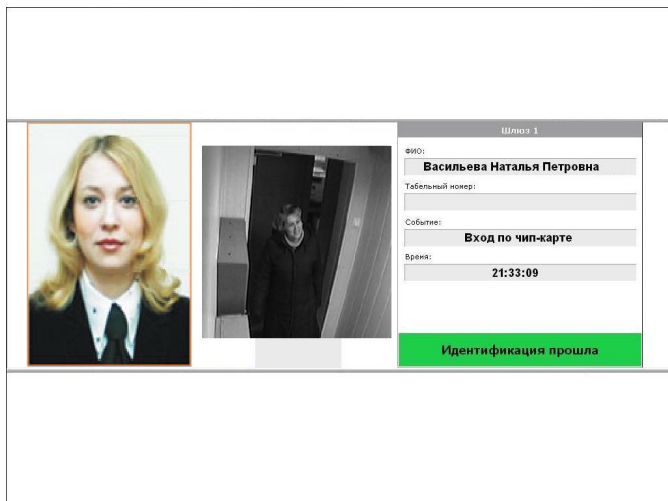 Шлюз 1
ФИО:
Васильева Наталья Петровна
Табельный номер:
Событие:
Вход по чип-карте
Время:
21:33:09
Идентификация прошла